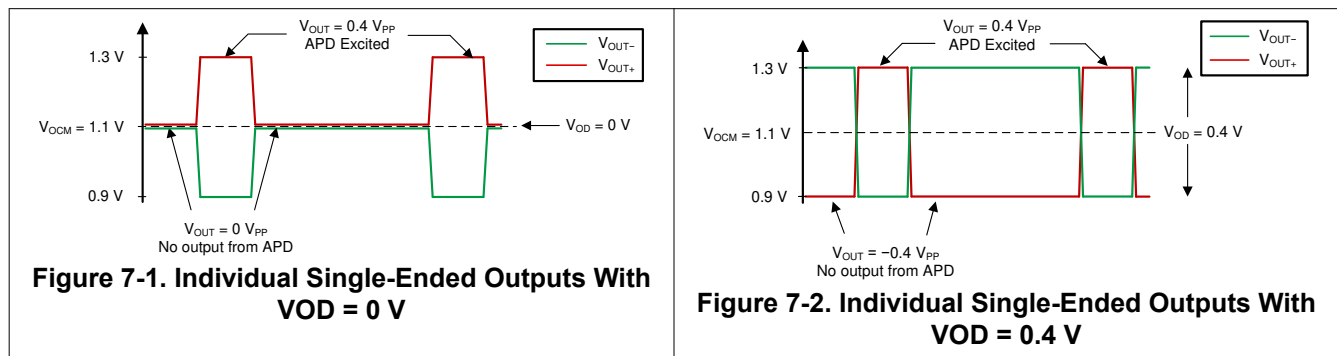 V_OUT = 0.4 V_PP
APD Excited
V_OUT−
V_OUT+
1.3 V
V_OCM = 1.1 V
V_OD = 0 V
0.9 V
V_OUT = 0 V_PP
No output from APD
Figure 7-1. Individual Single-Ended Outputs With
VOD = 0 V
V_OUT = 0.4 V_PP
APD Excited
V_OUT−
V_OUT+
1.3 V
V_OCM = 1.1 V
V_OD = 0.4 V
0.9 V
V_OUT = −0.4 V_PP
No output from APD
Figure 7-2. Individual Single-Ended Outputs With
VOD = 0.4 V